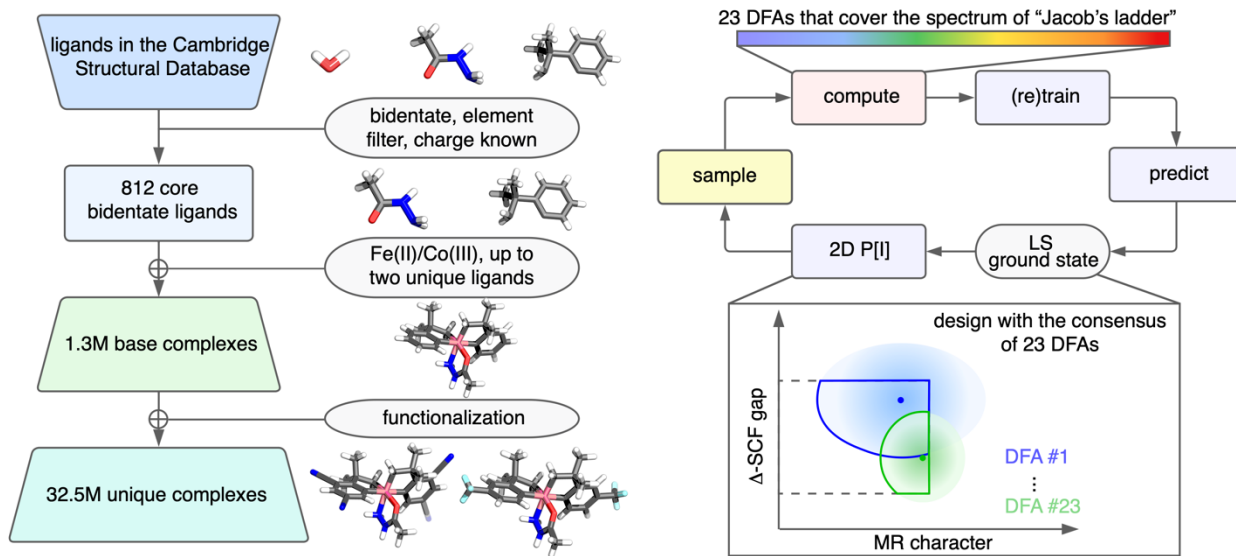 ligands in the Cambridge
Structural Database
bidentate, element
filter, charge known
812 core
bidentate ligands
Fe(II)/Co(III), up to
two unique ligands
1.3M base complexes
functionalization
32.5M unique complexes
23 DFAs that cover the spectrum of “Jacob’s ladder”
compute
(re)train
sample
predict
2D P[I]
LS
ground state
design with the consensus
of 23 DFAs
Δ-SCF gap
DFA #1
⋮
DFA #23
MR character